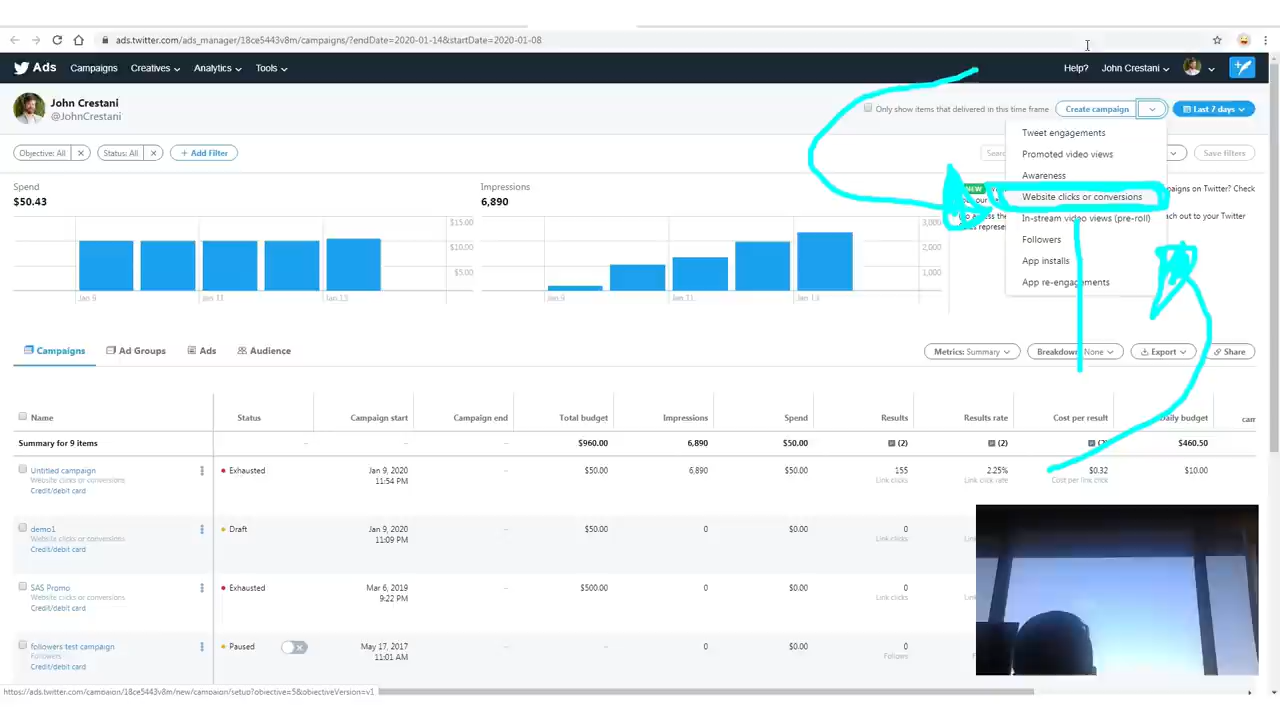 ads.twitter.com/ads_manager/18ce5443v8m/campaigns/?endDate=2020-01-14&startDate=2020-01-08
Ads Campaigns Creatives Analytics Tools Help? John Crestani
John Crestani
@JohnCrestani
Only show items that delivered in this time frame Create campaign Last 7 days
Tweet engagements
Promoted video views
Awareness
Website clicks or conversions
In-stream video views (pre-roll)
Followers
App installs
App re-engagements
Objective: All Status: All + Add Filter Save filters
Spend
$50.43
$15.00
$10.00
$5.00
Jan 9 Jan 11 Jan 13
Impressions
6,890
2,000
1,000
Jan 9 Jan 11 Jan 13
NEW
Campaigns Ad Groups Ads Audience Metrics: Summary Breakdown: None Export Share
Name Status Campaign start Campaign end Total budget Impressions Spend Results Results rate Cost per result
Summary for 9 items – – – $960.00 6,890 $50.00 (2) (2) $460.50
Untitled campaign Exhausted Jan 9, 2020 – $50.00 6,890 $50.00 155 2.25% $0.32 $10.00
Website clicks or conversions 11:54 PM Link clicks Link click rate Cost per link click
Credit/debit card
demo1 Draft Jan 9, 2020 – $50.00 0 $0.00 0
Website clicks or conversions 11:09 PM Link clicks
Credit/debit card
SAS Promo Exhausted Mar 6, 2019 – $500.00 0 $0.00 0
Website clicks or conversions 9:22 PM Link clicks
Credit/debit card
followers test campaign Paused May 17, 2017 – – 0 $0.00 0
Followers 11:01 AM Follows
Credit/debit card
https://ads.twitter.com/campaign/18ce5443v8m/new/campaign/setup?objective=5&objectiveVersion=v1